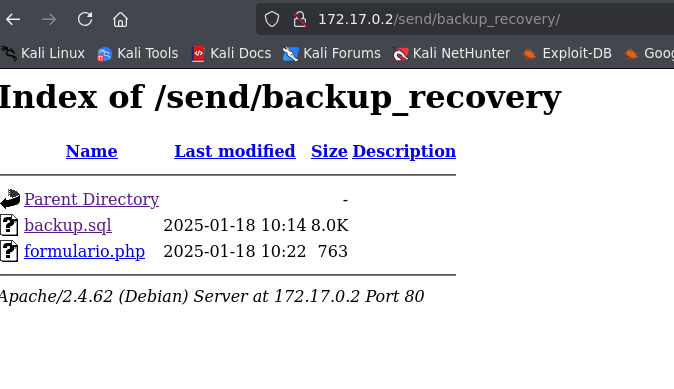 172.17.0.2/send/backup_recovery/
Kali Linux Kali Tools Kali Docs Kali Forums Kali NetHunter Exploit-DB Goog
Index of /send/backup_recovery
Name Last modified Size Description
Parent Directory -
backup.sql 2025-01-18 10:14 8.0K
formulario.php 2025-01-18 10:22 763
Apache/2.4.62 (Debian) Server at 172.17.0.2 Port 80